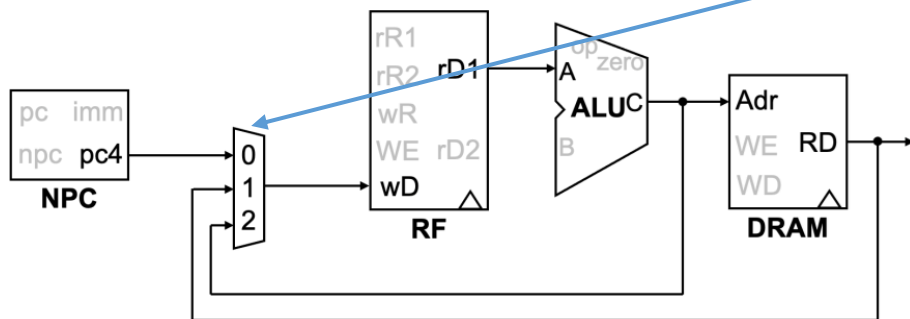 pc imm
npc pc4
NPC
0
1
2
rR1
rR2 rD1
wR
WE rD2
wD
RF
op
zero
A
ALU C
B
Adr
RD
WE
WD
DRAM